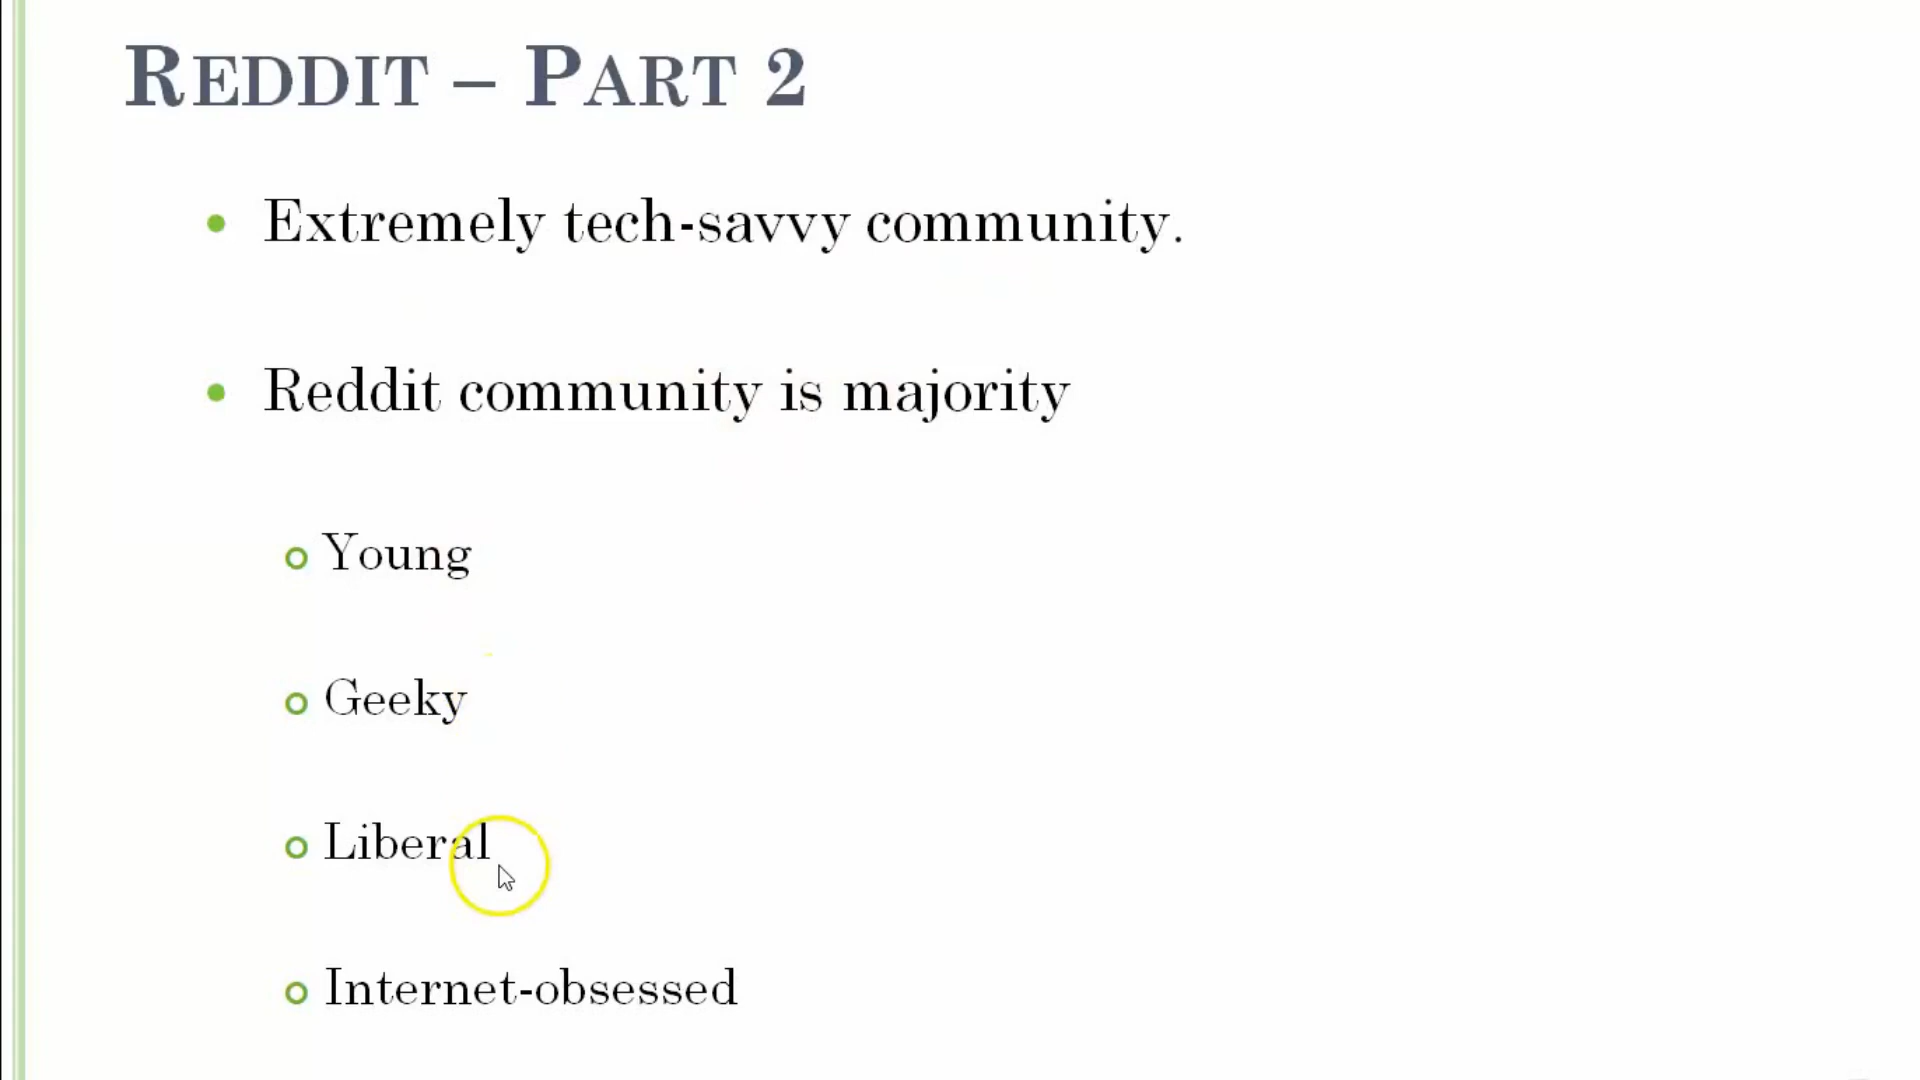 REDDIT – PART 2
Extremely tech-savvy community.
Reddit community is majority
Young
Geeky
Liberal
Internet-obsessed